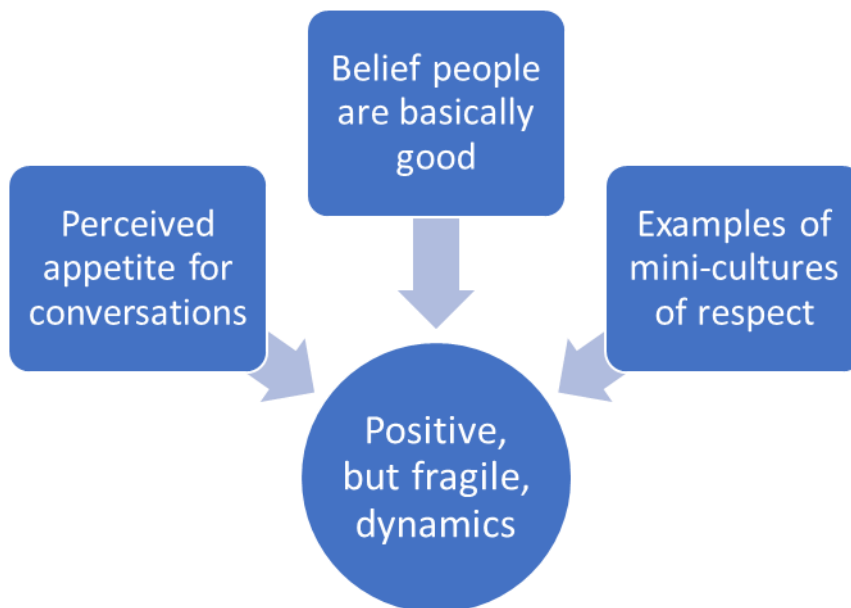 Belief people
are basically
good
Perceived
appetite for
conversations
Examples of
mini-cultures
of respect
Positive,
but fragile,
dynamics